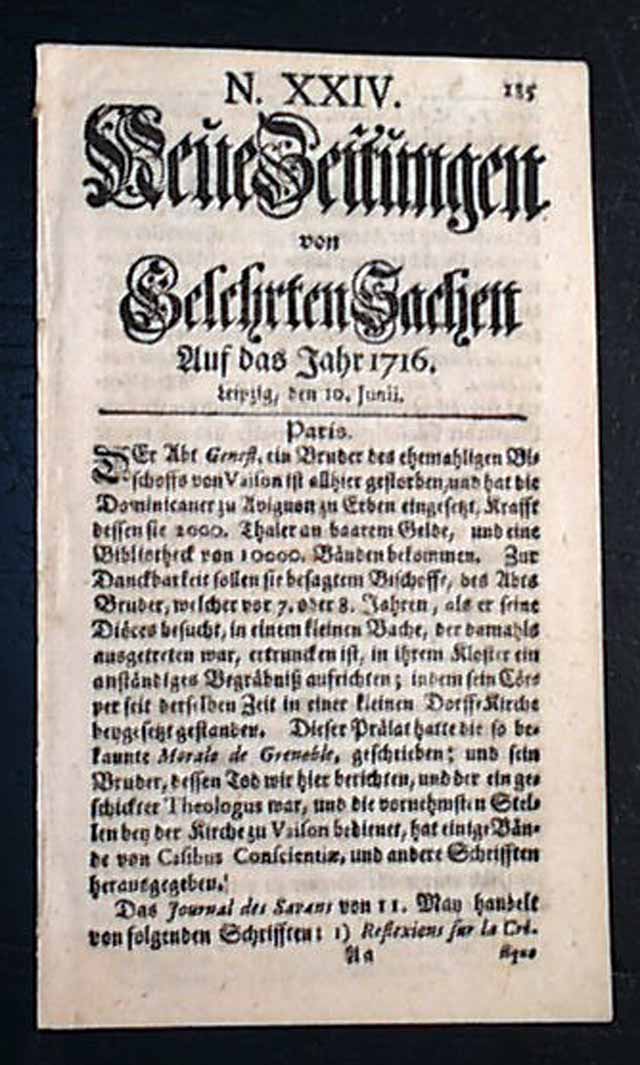 N. XXIV. 185
Neue Zeitungen
von
Gelehrten Sachen
Auf das Jahr 1716.
Leipzig, den 10. Junii.
Paris.
DEr Abt Genest, ein Bruder des ehemahligen Bi-
schoffs von Vaison ist allhier gestorben, und hat die
Dominicaner zu Avignon zu Erben eingesetzt, Krafft
dessen sie 2000. Thaler an baarem Gelde, und eine
Bibliotheck von 10000. Bänden bekommen. Zur
Danckbarkeit sollen sie besagtem Bischoffe, des Abts
Bruder, welcher vor 7. oder 8. Jahren, als er seine
Diöces besucht, in einem kleinen Bache, der damahls
ausgetreten war, ertruncken ist, in ihrem Kloster ein
anständiges Begräbniß aufrichten; indem sein Cör-
per seit derselben Zeit in einer kleinen Dorff-Kirche
beygesetzt gestanden. Dieser Prälat hatte die so be-
kannte Morale de Grenoble, geschrieben; und sein
Bruder, dessen Tod wir hier berichten, und der ein ge-
schickter Theologus war, und die vornehmsten Stel-
len bey der Kirche zu Vaison bedienet, hat einige Bän-
de von Casibus Conscientiæ, und andere Schrifften
herausgegeben.
Das Journal des Savans von 11. May handelt
von folgenden Schrifften: 1) Reflexions sur la Cri-
Aa tique